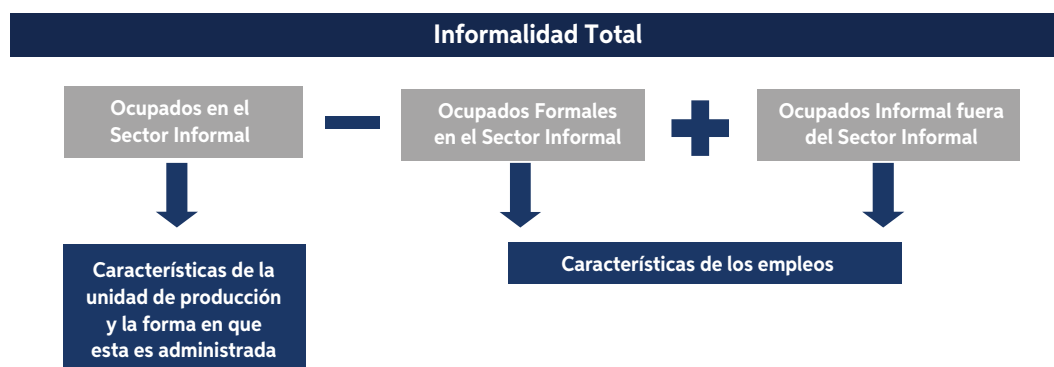 Informalidad Total
Ocupados en el
Sector Informal
Ocupados Formales
en el Sector Informal
Ocupados Informal fuera
del Sector Informal
Características de la
unidad de producción
y la forma en que
esta es administrada
Características de los empleos